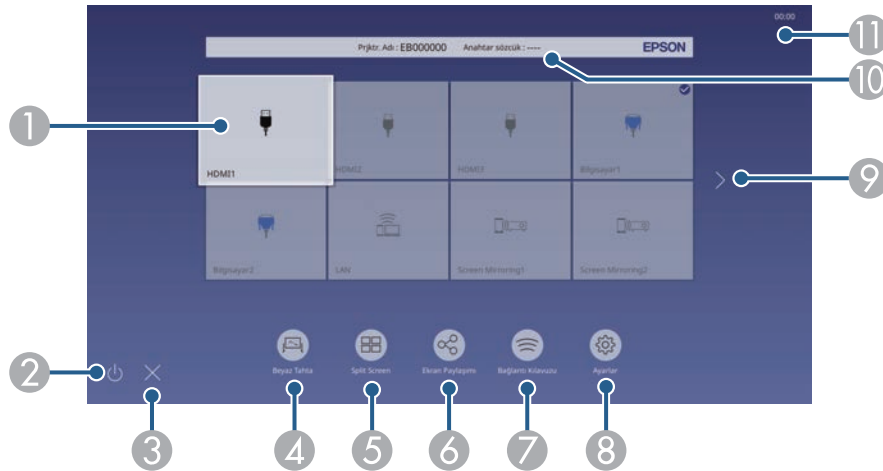 00:00
11
Prjktr. Adı : EB000000 Anahtar sözcük : ---- EPSON
10
1
HDMI1 HDMI2 HDMI3 Bilgisayar1
9
Bilgisayar2 LAN Screen Mirroring1 Screen Mirroring2
2
Beyaz Tahta Split Screen Ekran Paylaşımı Bağlantı Kılavuzu Ayarlar
3 4 5 6 7 8